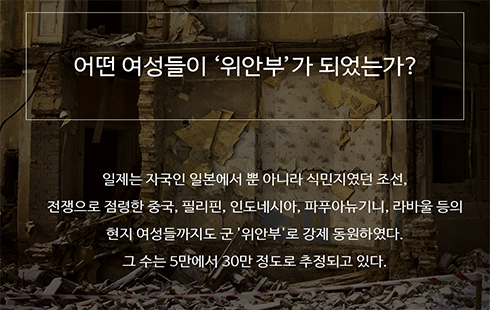 어떤 여성들이 ‘위안부’가 되었는가?
일제는 자국인 일본에서 뿐 아니라 식민지였던 조선,
전쟁으로 점령한 중국, 필리핀, 인도네시아, 파푸아뉴기니, 라바울 등의
현지 여성들까지도 군 '위안부'로 강제 동원하였다.
그 수는 5만에서 30만 정도로 추정되고 있다.